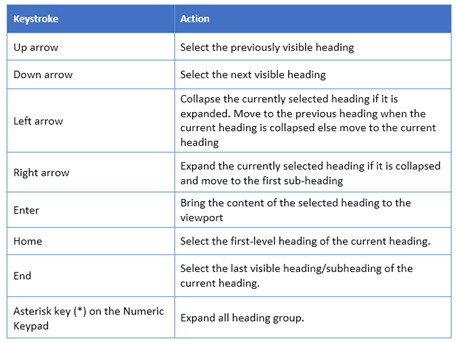 Keystroke Action
Up arrow Select the previously visible heading
Down arrow Select the next visible heading
Left arrow Collapse the currently selected heading if it is
expanded. Move to the previous heading when the
current heading is collapsed else move to the current
heading
Right arrow Expand the currently selected heading if it is collapsed
and move to the first sub-heading
Enter Bring the content of the selected heading to the
viewport
Home Select the first-level heading of the current heading.
End Select the last visible heading/subheading of the
current heading.
Asterisk key (*) on the Numeric
Keypad Expand all heading group.